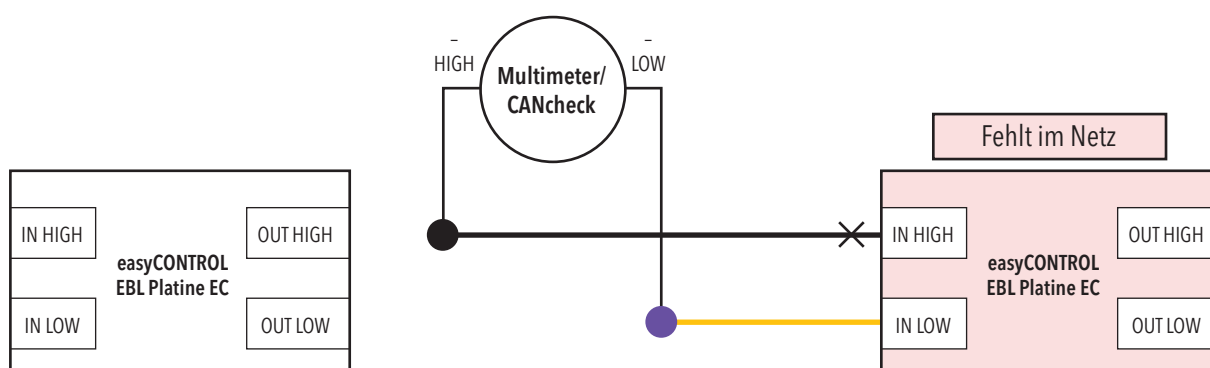 –
HIGH
–
LOW
Multimeter/
CANcheck
Fehlt im Netz
IN HIGH
OUT HIGH
easyCONTROL
EBL Platine EC
IN LOW
OUT LOW
IN HIGH
OUT HIGH
easyCONTROL
EBL Platine EC
IN LOW
OUT LOW